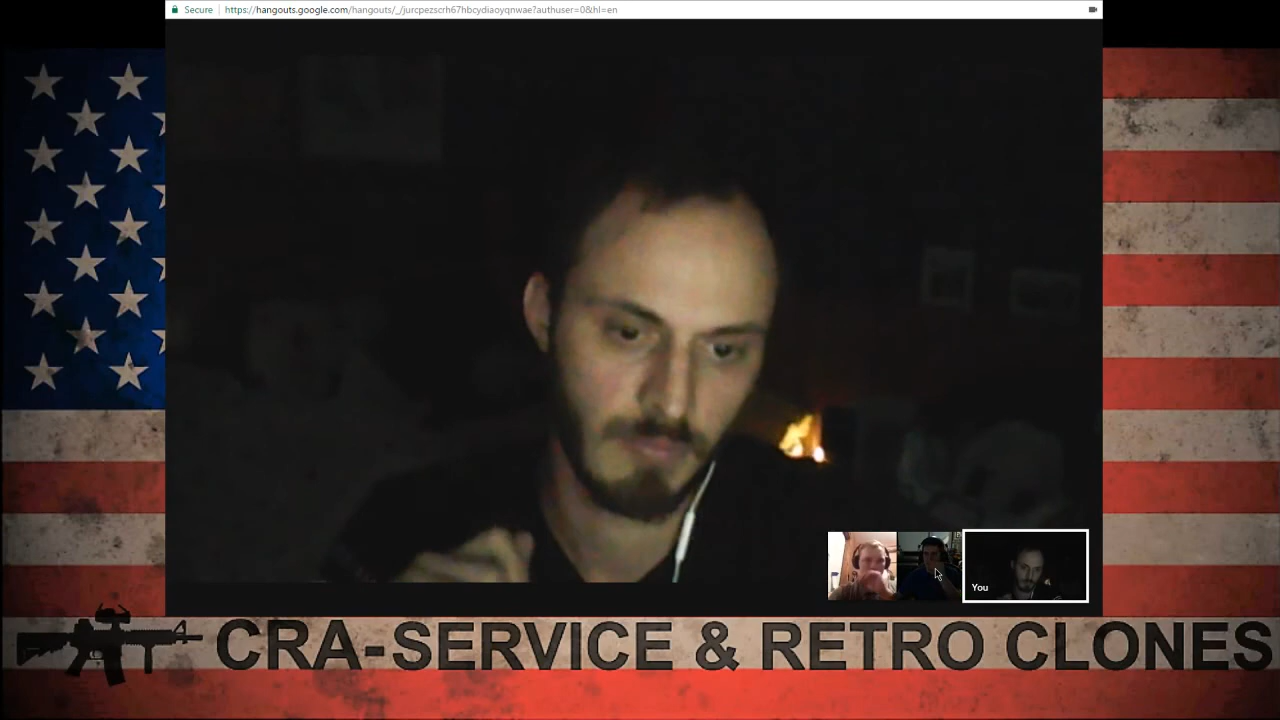 Secure
https://hangouts.google.com/hangouts/_/jurcpezscrh67hbcydiaoyqnwae?authuser=0&hl=en
You
CRA-SERVICE & RETRO CLONES